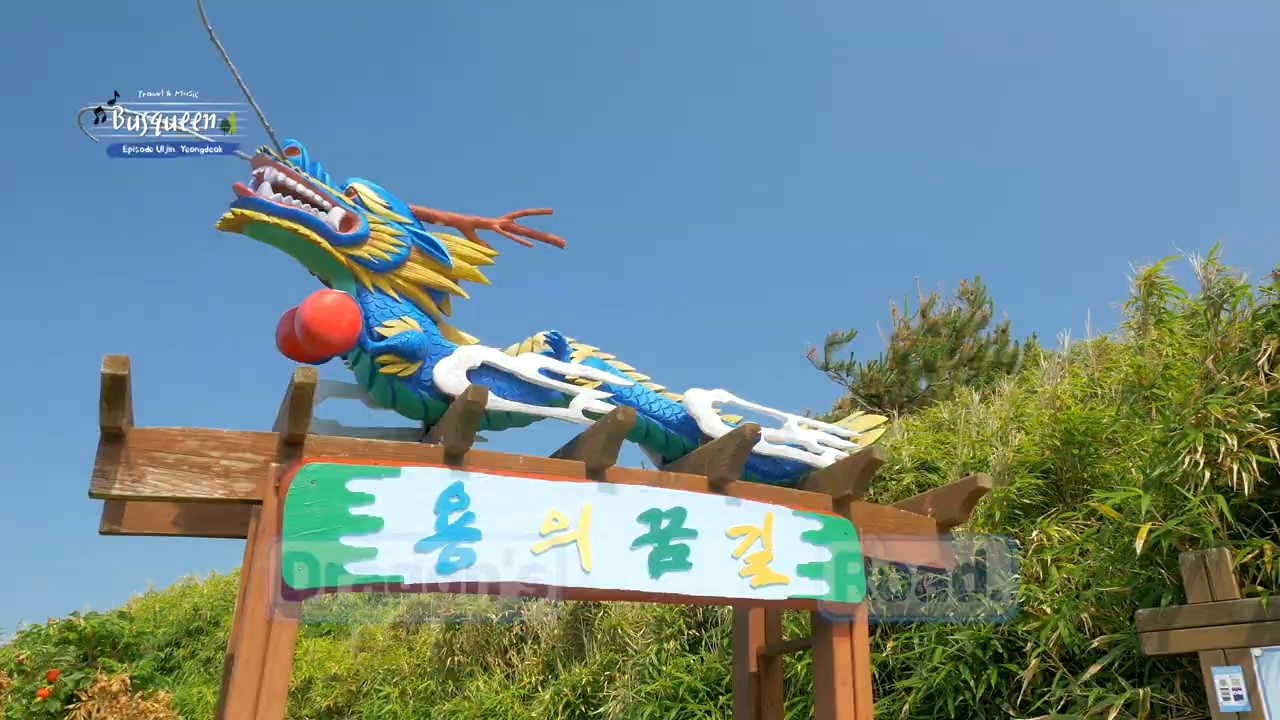 Travel & Music
Busqueen
Episode Uljin. Yeongdeok
용의 꿈길
Dragon's Road